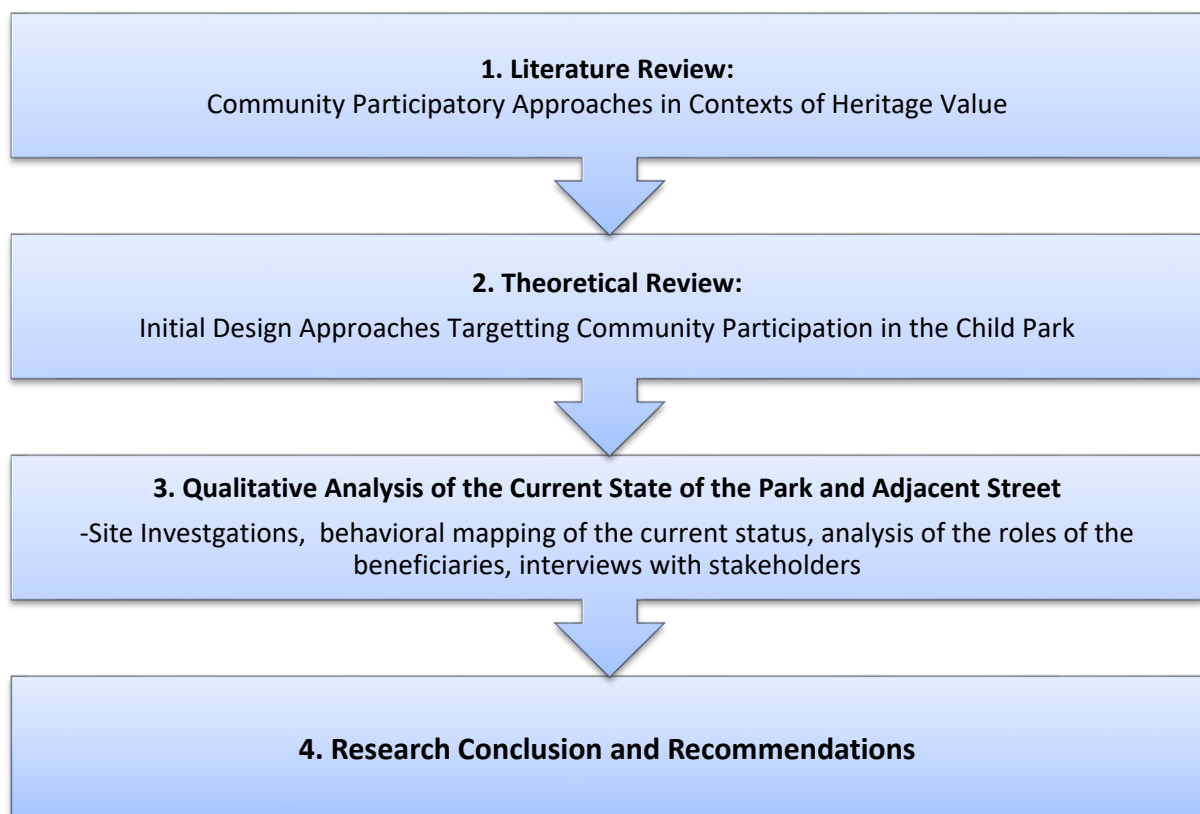 1. Literature Review:
Community Participatory Approaches in Contexts of Heritage Value
2. Theoretical Review:
Initial Design Approaches Targetting Community Participation in the Child Park
3. Qualitative Analysis of the Current State of the Park and Adjacent Street
-Site Investgations, behavioral mapping of the current status, analysis of the roles of the
beneficiaries, interviews with stakeholders
4. Research Conclusion and Recommendations